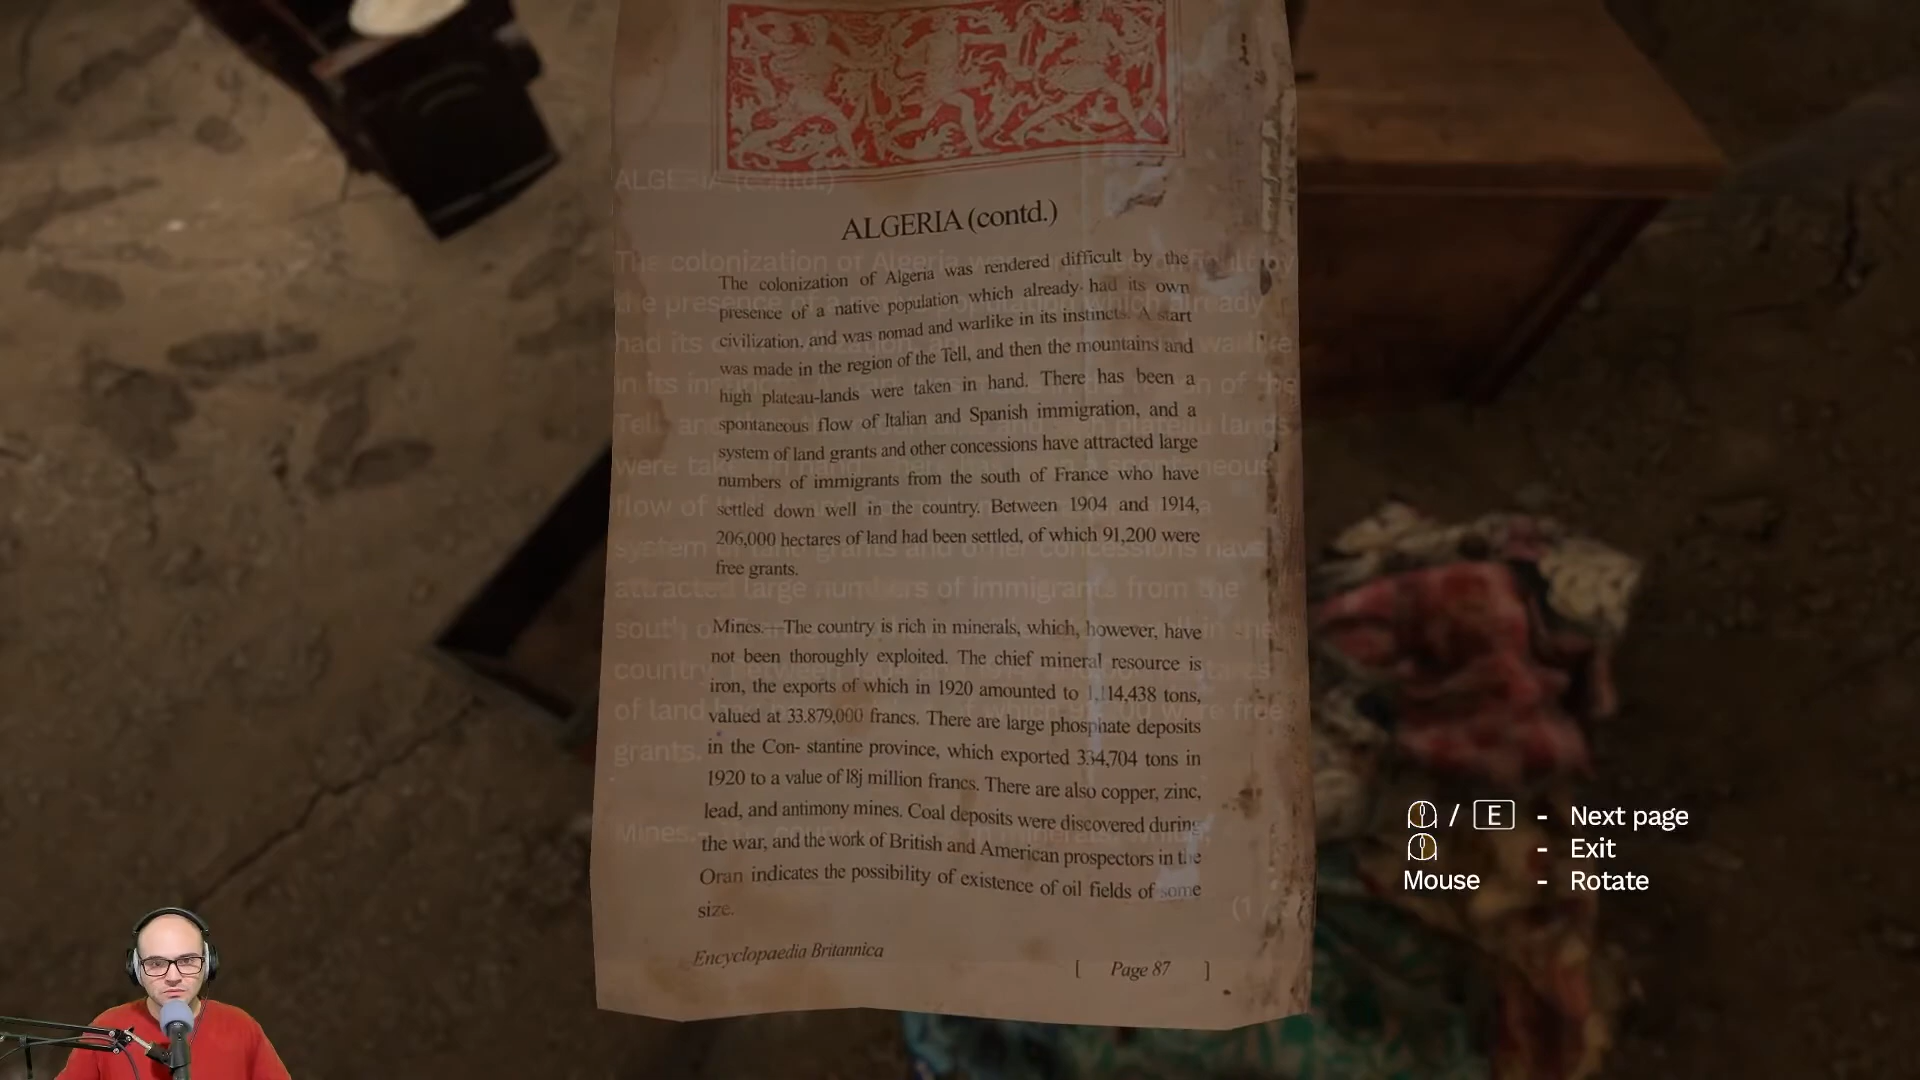 ALGERIA (contd.)
The colonization of Algeria was rendered difficult by the
presence of a native population which already had its own
civilization, and was nomad and warlike in its instincts. A start
was made in the region of the Tell, and then the mountains and
high plateau-lands were taken in hand. There has been a
spontaneous flow of Italian and Spanish immigration, and a
system of land grants and other concessions have attracted large
numbers of immigrants from the south of France who have
settled down well in the country. Between 1904 and 1914,
206,000 hectares of land had been settled, of which 91,200 were
free grants.
Mines.—The country is rich in minerals, which, however, have
not been thoroughly exploited. The chief mineral resource is
iron, the exports of which in 1920 amounted to 1,114,438 tons,
valued at 33.879,000 francs. There are large phosphate deposits
in the Con- stantine province, which exported 334,704 tons in
1920 to a value of l8j million francs. There are also copper, zinc,
lead, and antimony mines. Coal deposits were discovered during
the war, and the work of British and American prospectors in the
Oran indicates the possibility of existence of oil fields of some
size.
Encyclopaedia Britannica
[ Page 87 ]
/ E - Next page
- Exit
Mouse - Rotate